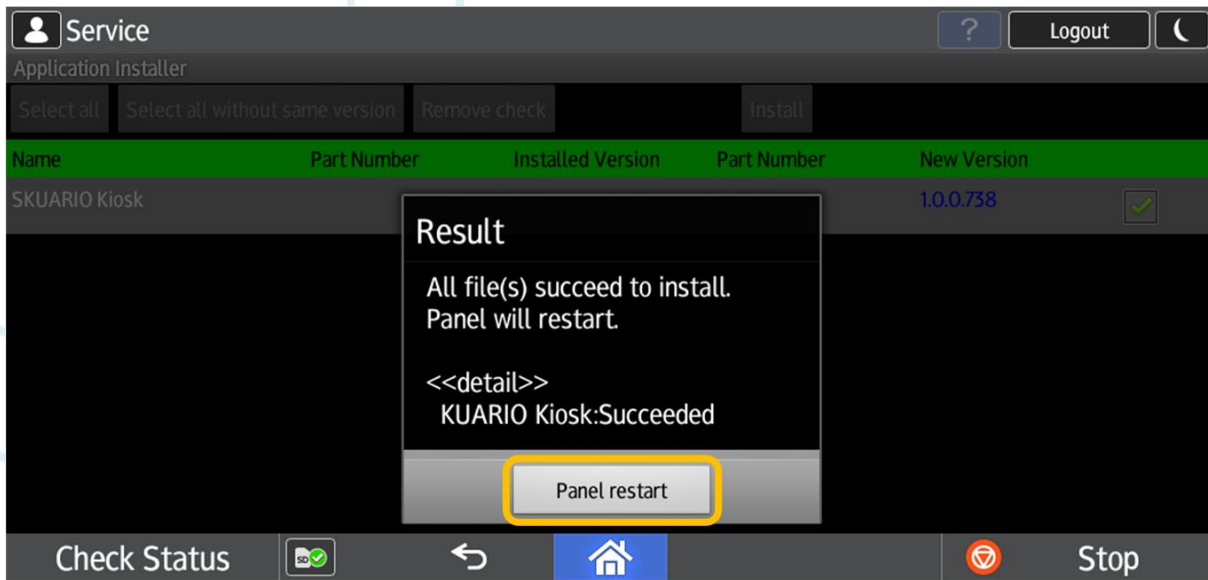 Service
? Logout
Application Installer
Select all Select all without same version Remove check Install
Name Part Number Installed Version Part Number New Version
SKUARIO Kiosk 1.0.0.738
Result
All file(s) succeed to install.
Panel will restart.
<<detail>>
KUARIO Kiosk:Succeeded
Panel restart
Check Status SD Stop